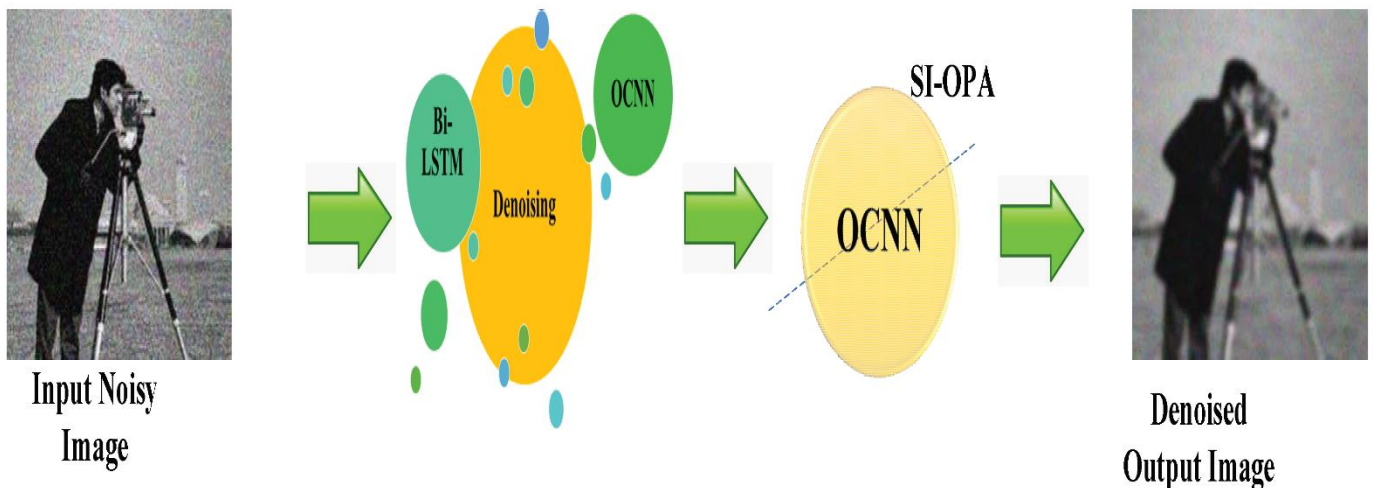 Input Noisy
Image
Bi-
LSTM
Denoising
OCNN
SI-OPA
OCNN
Denoised
Output Image